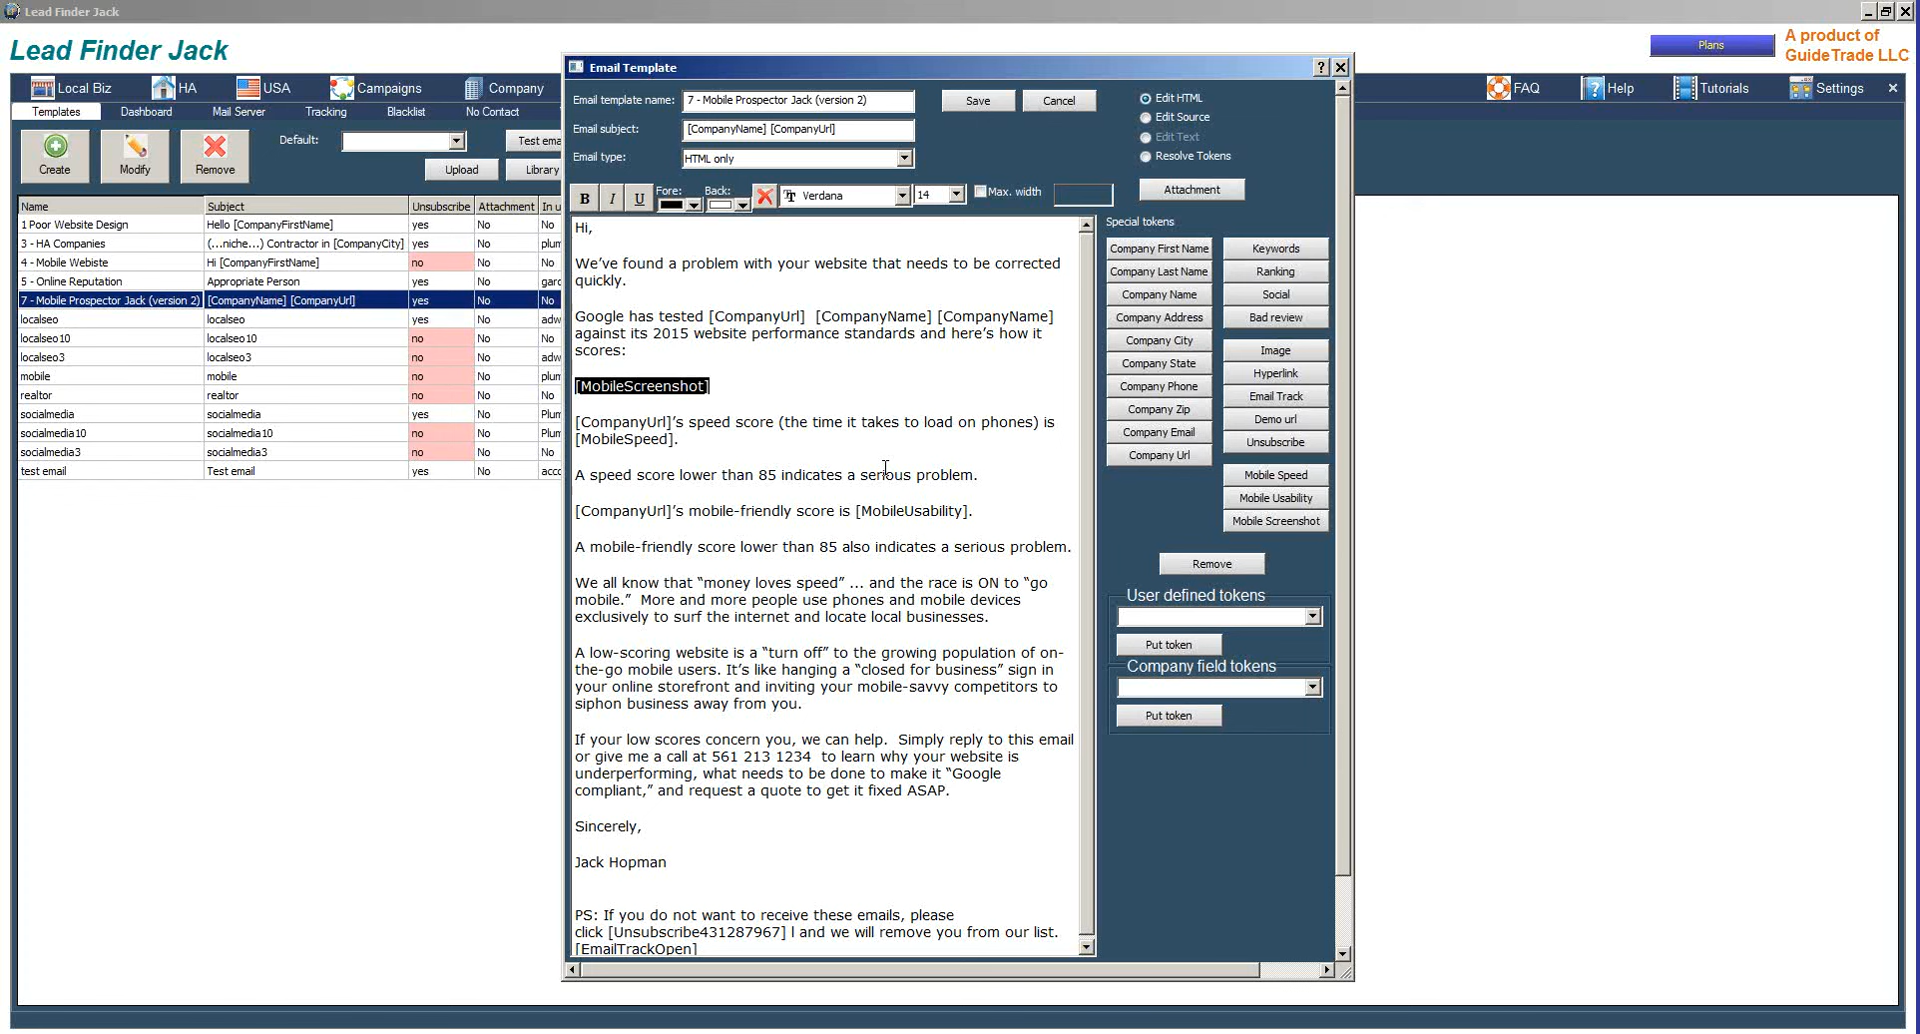 Lead Finder Jack
Lead Finder Jack
Plans
A product of
GuideTrade LLC
Local Biz HA USA Campaigns Company FAQ Help Tutorials Settings
Templates Dashboard Mail Server Tracking Blacklist No Contact
Create Modify Remove
Default:
Test ema
Upload
Library
Name Subject Unsubscribe Attachment In u
1 Poor Website Design Hello [CompanyFirstName] yes No No
3 - HA Companies (...niche...) Contractor in [CompanyCity] yes No plum
4 - Mobile Webiste Hi [CompanyFirstName] no No No
5 - Online Reputation Appropriate Person yes No gard
7 - Mobile Prospector Jack (version 2) [CompanyName] [CompanyUrl] yes No No
localseo localseo yes No adw
localseo10 localseo10 no No No
localseo3 localseo3 no No adw
mobile mobile no No plum
realtor realtor no No No
socialmedia socialmedia yes No Plum
socialmedia10 socialmedia10 no No Plum
socialmedia3 socialmedia3 no No No
test email Test email yes No acco
Email Template
Email template name: 7 - Mobile Prospector Jack (version 2)
Save
Cancel
Email subject: [CompanyName] [CompanyUrl]
Email type: HTML only
Edit HTML
Edit Source
Edit Text
Resolve Tokens
Attachment
B I U Fore: Back: Verdana 14 Max. width
Hi,
We’ve found a problem with your website that needs to be corrected
quickly.
Google has tested [CompanyUrl]  [CompanyName] [CompanyName]
against its 2015 website performance standards and here’s how it
scores:
[MobileScreenshot]
[CompanyUrl]’s speed score (the time it takes to load on phones) is
[MobileSpeed].
A speed score lower than 85 indicates a serious problem.
[CompanyUrl]’s mobile-friendly score is [MobileUsability].
A mobile-friendly score lower than 85 also indicates a serious problem.
We all know that “money loves speed” ... and the race is ON to “go
mobile.”  More and more people use phones and mobile devices
exclusively to surf the internet and locate local businesses.
A low-scoring website is a “turn off” to the growing population of on-
the-go mobile users. It’s like hanging a “closed for business” sign in
your online storefront and inviting your mobile-savvy competitors to
siphon business away from you.
If your low scores concern you, we can help.  Simply reply to this email
or give me a call at 561 213 1234  to learn why your website is
underperforming, what needs to be done to make it “Google
compliant,” and request a quote to get it fixed ASAP.
Sincerely,
Jack Hopman
PS: If you do not want to receive these emails, please
click [Unsubscribe431287967] l and we will remove you from our list.
[EmailTrackOpen]
Special tokens
Company First Name Keywords
Company Last Name Ranking
Company Name Social
Company Address Bad review
Company City Image
Company State Hyperlink
Company Phone Email Track
Company Zip Demo url
Company Email Unsubscribe
Company Url
Mobile Speed
Mobile Usability
Mobile Screenshot
Remove
User defined tokens
Put token
Company field tokens
Put token